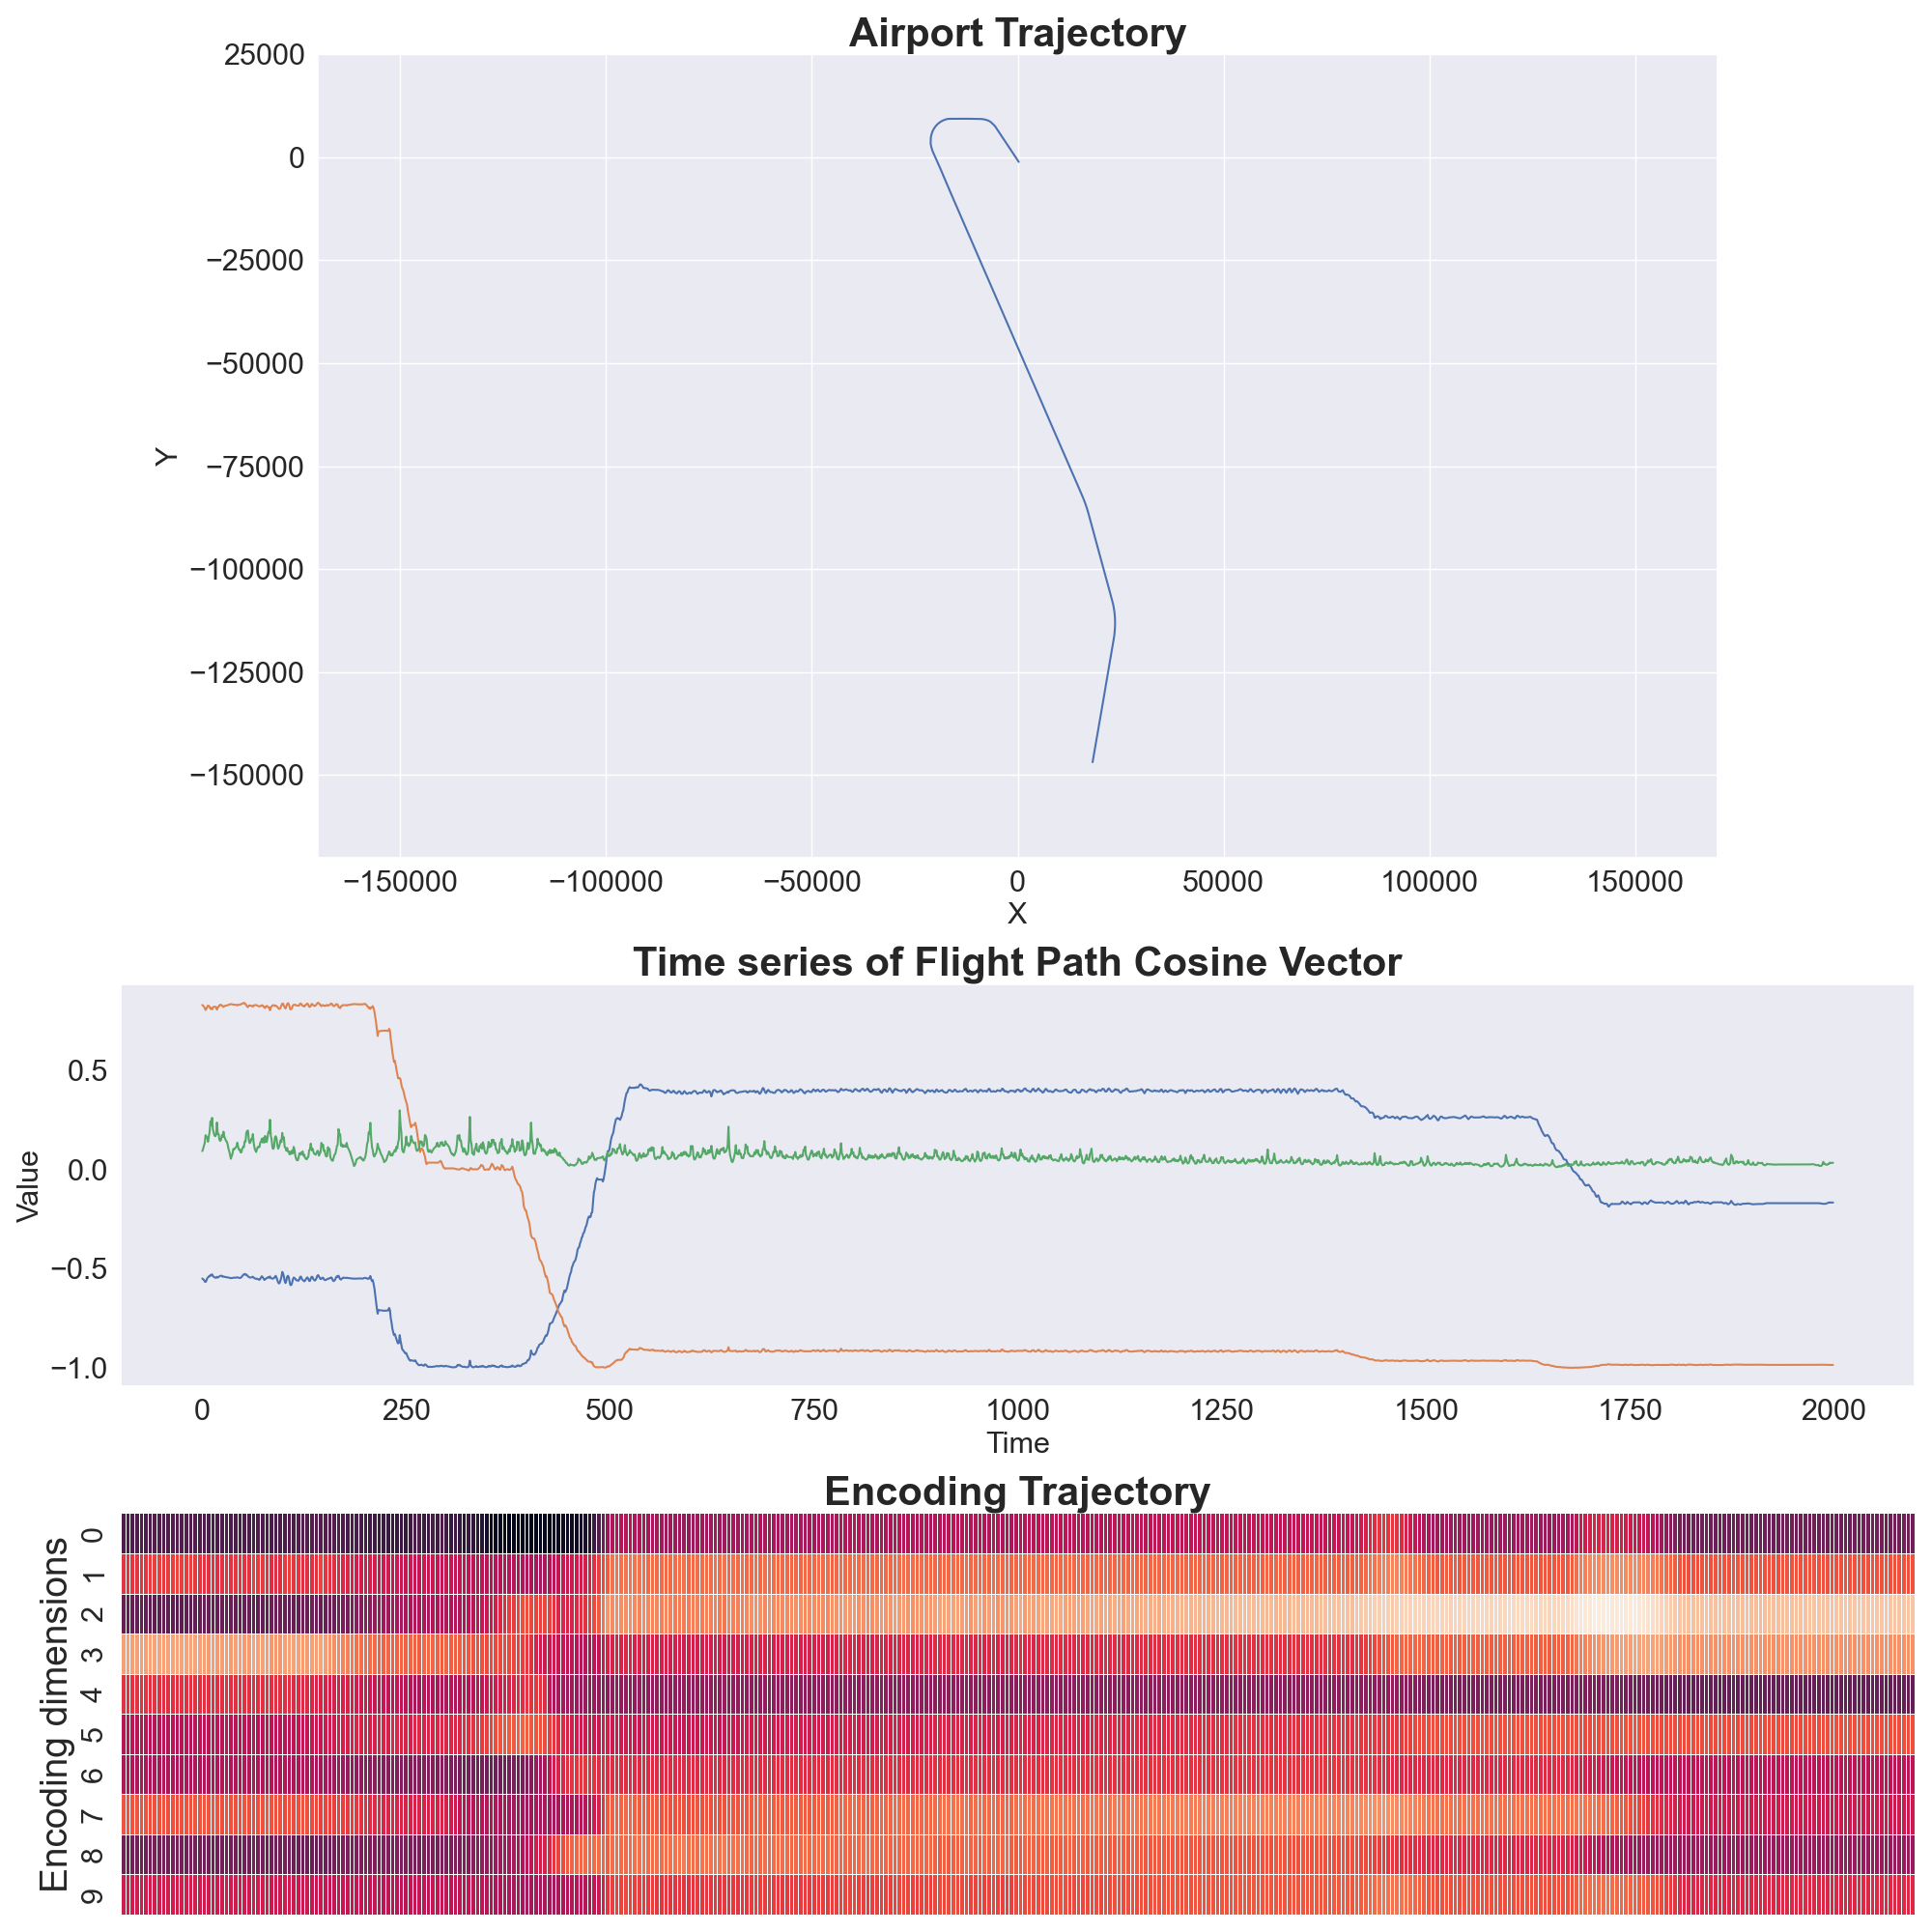 Airport Trajectory
25000
0
−25000
−50000
−75000
−100000
−125000
−150000
Y
−150000 −100000 −50000 0 50000 100000 150000
X
Time series of Flight Path Cosine Vector
0.5
0.0
−0.5
−1.0
Value
0 250 500 750 1000 1250 1500 1750 2000
Time
Encoding Trajectory
Encoding dimensions
0
1
2
3
4
5
6
7
8
9